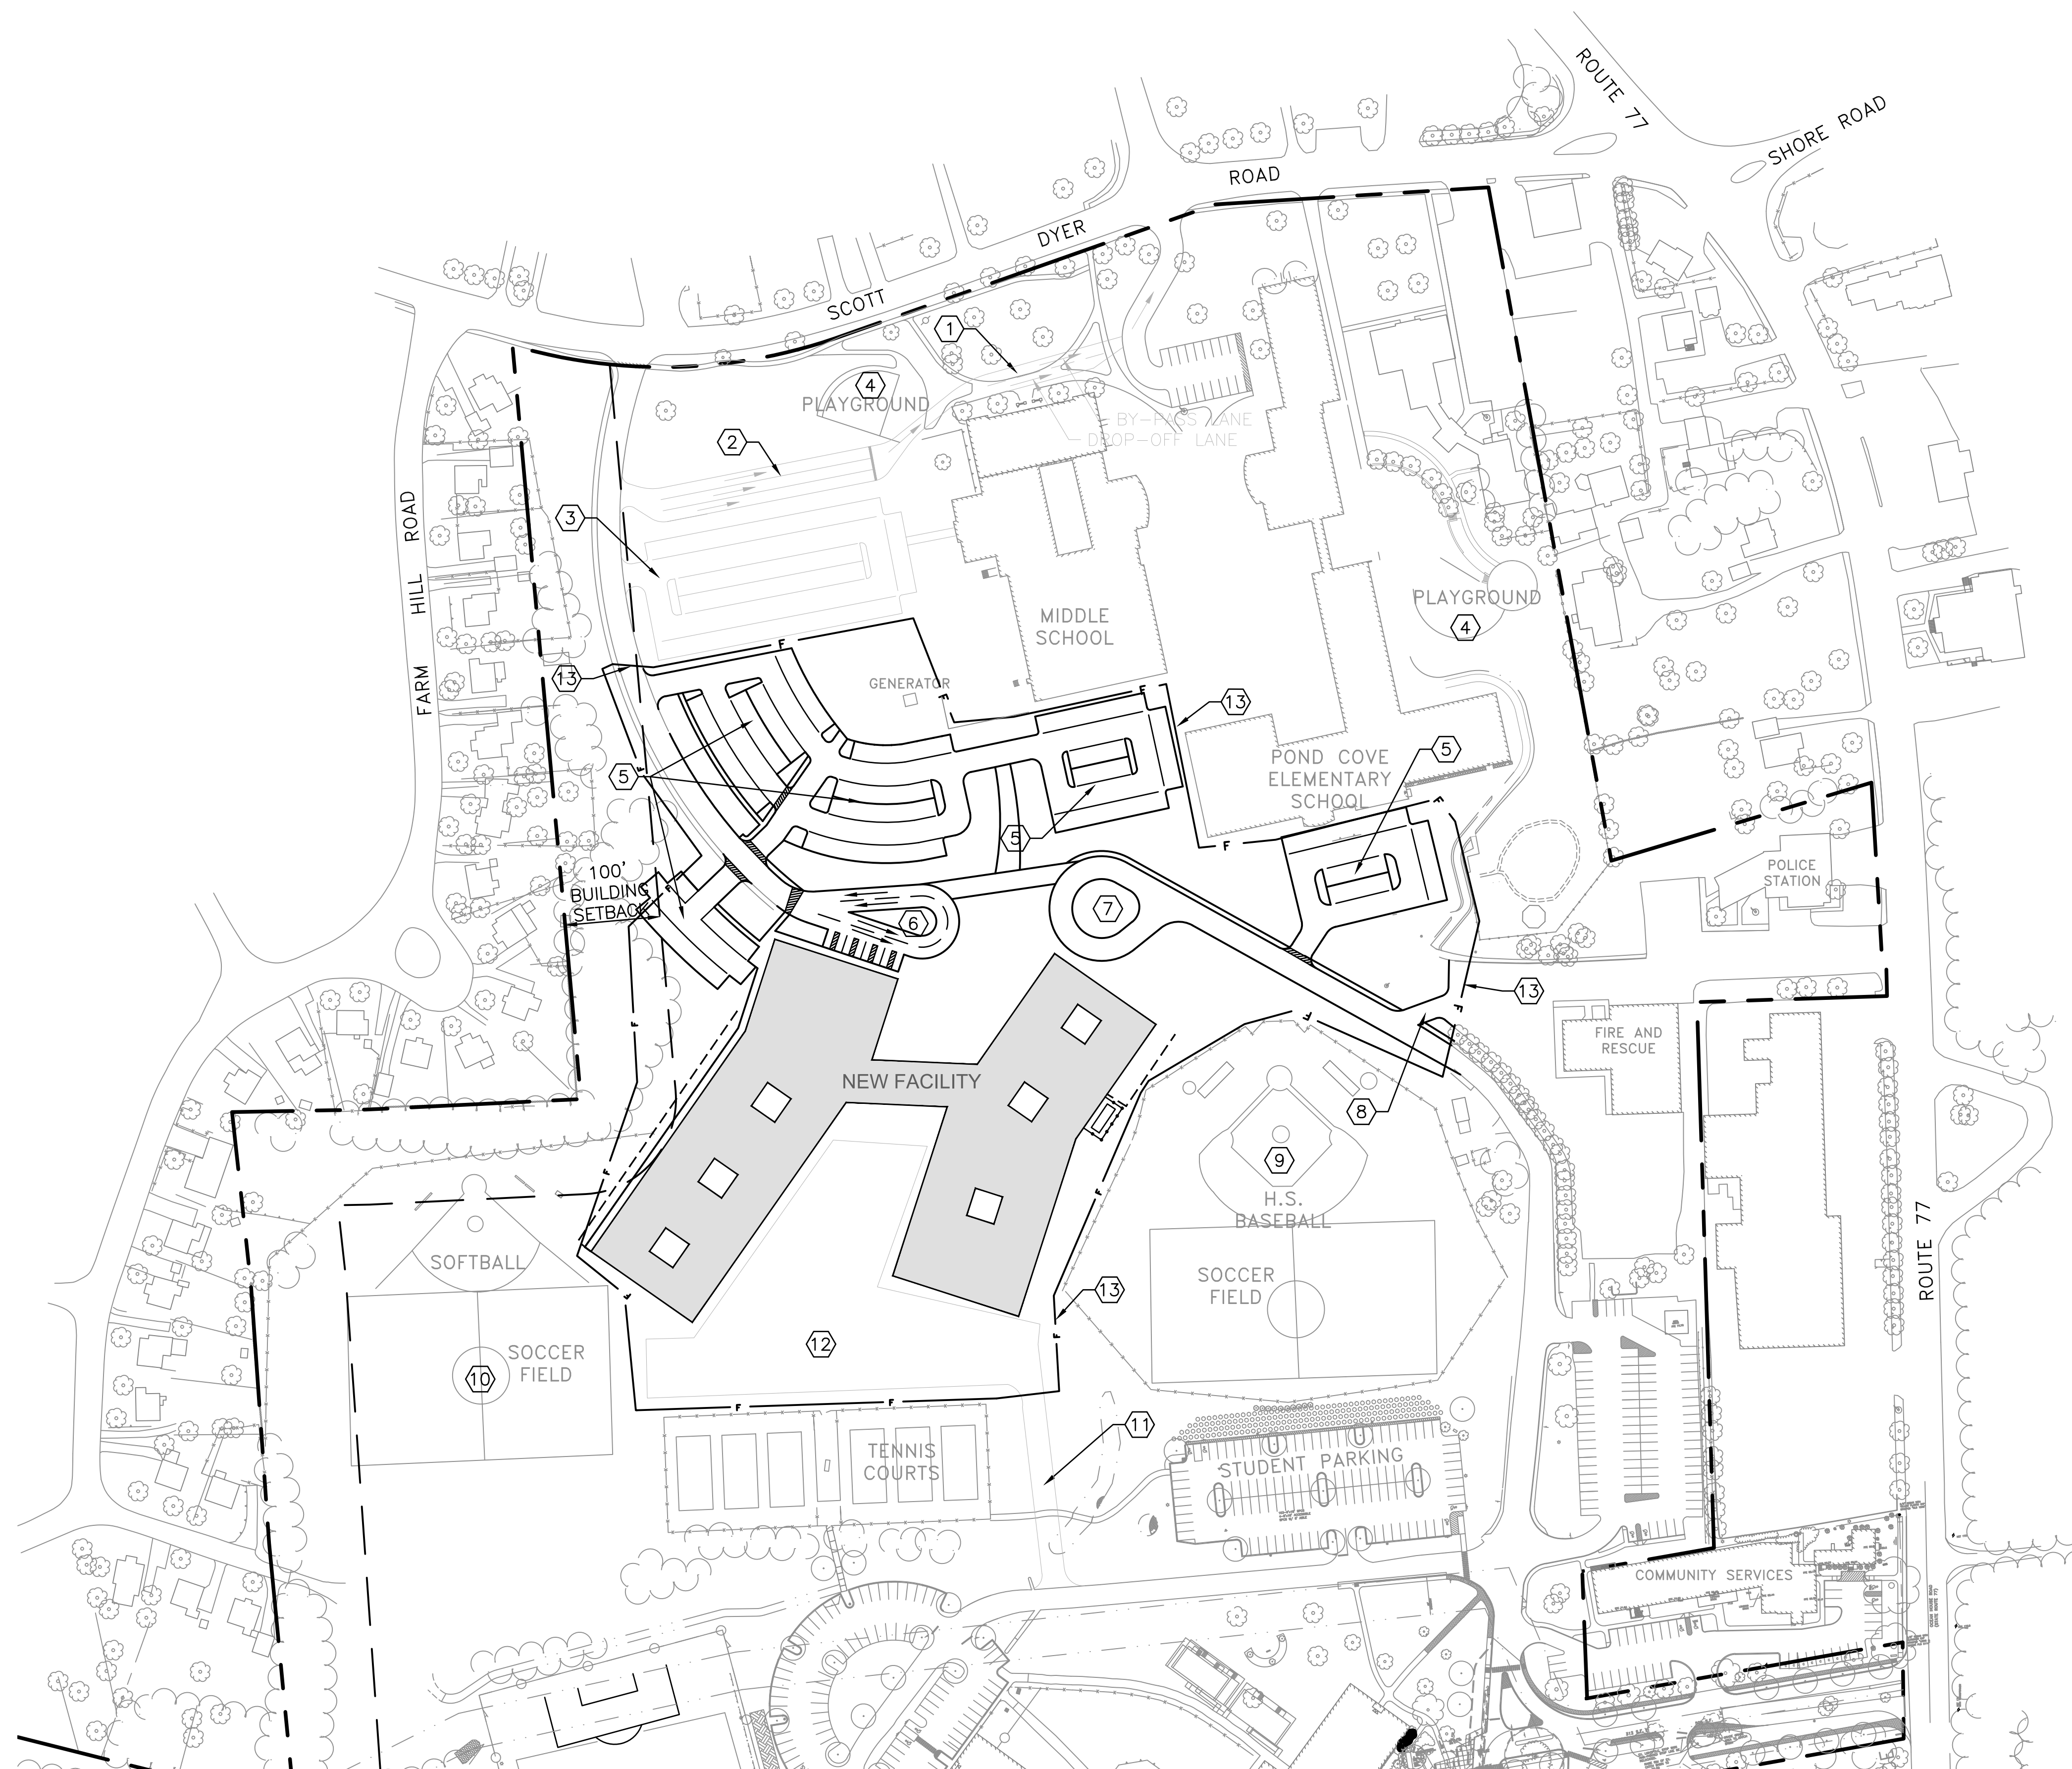 ROUTE 77
SHORE ROAD
ROAD
DYER
SCOTT
1
4
PLAYGROUND
BY-PASS LANE
DROP-OFF LANE
2
3
FARM HILL ROAD
MIDDLE
SCHOOL
PLAYGROUND
4
F
13
GENERATOR
F
F
13
5
POND COVE
ELEMENTARY
SCHOOL
5
F
5
F
F
100'
BUILDING
SETBACK
F
6
7
POLICE
STATION
13
F
F
F
FIRE AND
RESCUE
NEW FACILITY
8
9
H.S.
BASEBALL
F
F
SOFTBALL
SOCCER
FIELD
ROUTE 77
13
F
F
12
SOCCER
FIELD
10
F
F
11
TENNIS
COURTS
STUDENT PARKING
COMMUNITY SERVICES